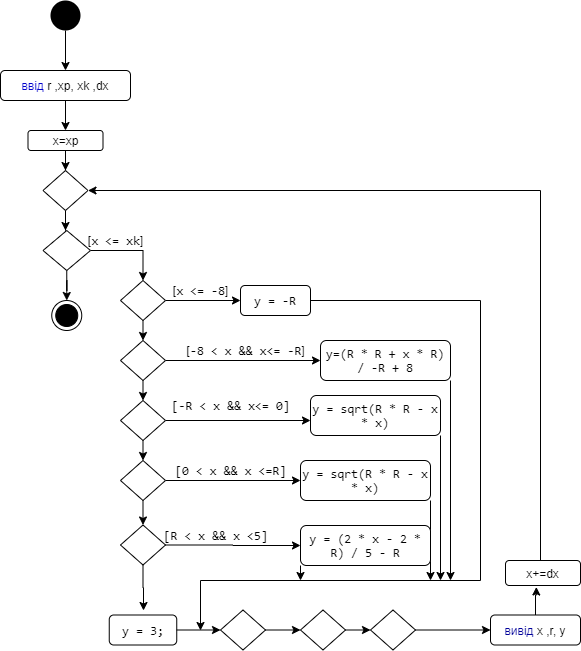 ввід r ,xp, xk ,dx
x=xp
[x <= xk]
[x <= -8]
y = -R
[-8 < x && x<= -R]
y=(R * R + x * R)
/ -R + 8
[-R < x && x<= 0]
y = sqrt(R * R - x
* x)
[0 < x && x <=R]
y = sqrt(R * R - x
* x)
[R < x && x <5]
y = (2 * x - 2 *
R) / 5 - R
x+=dx
y = 3;
вивід x ,r, y